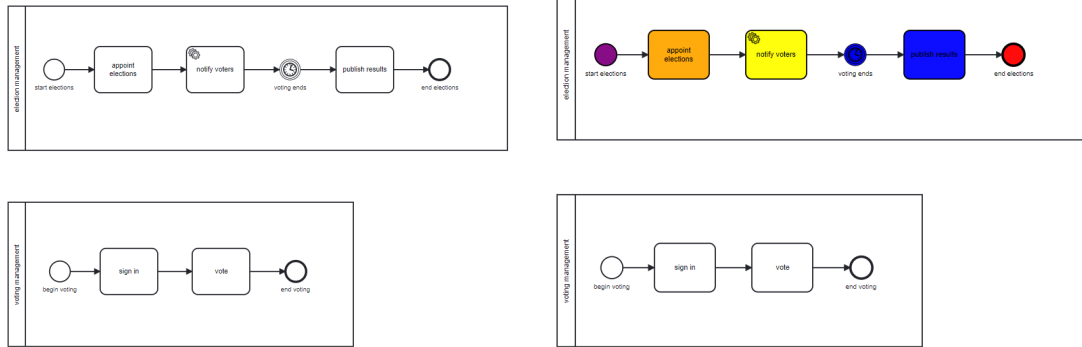 election management
appoint
elections
notify voters
publish results
start elections
voting ends
end elections
election management
appoint
elections
notify voters
publish results
start elections
voting ends
end elections
voting management
sign in
vote
begin voting
end voting
voting management
sign in
vote
begin voting
end voting